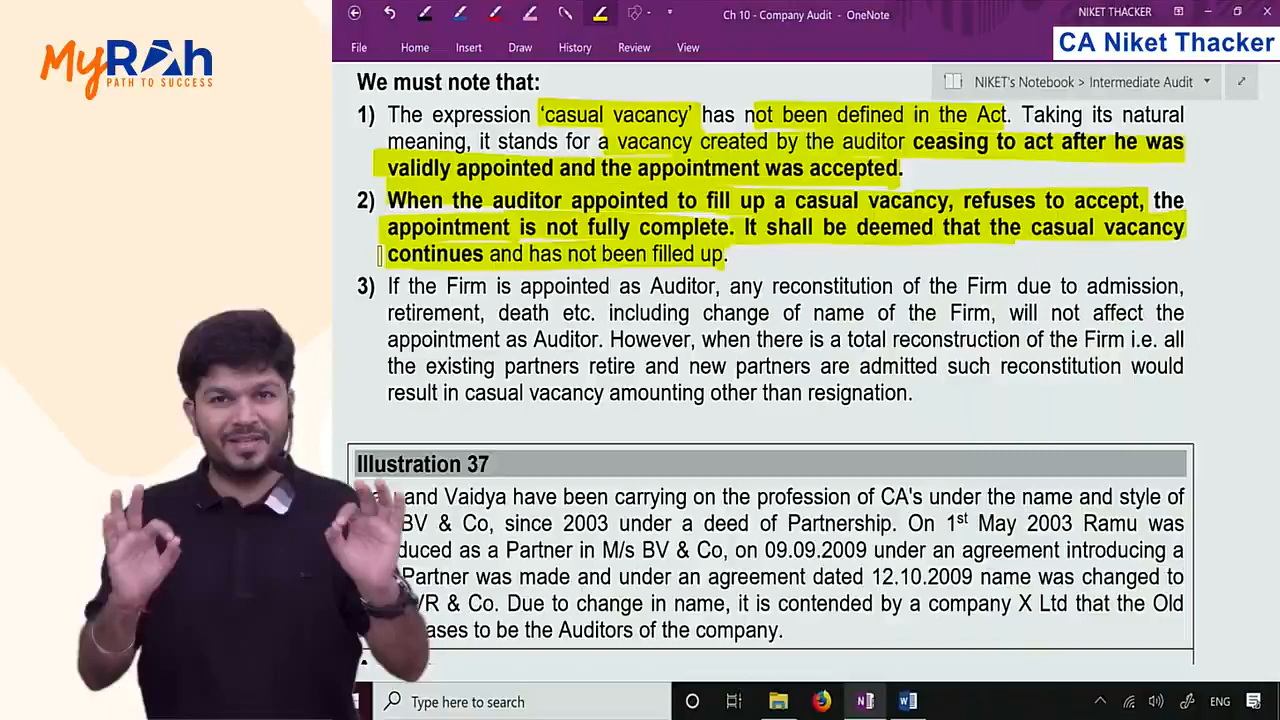 MyRAh
PATH TO SUCCESS
Ch 10 - Company Audit - OneNote
NIKET THACKER
File Home Insert Draw History Review View
CA Niket Thacker
We must note that:
NIKET's Notebook > Intermediate Audit
1) The expression ‘casual vacancy’ has not been defined in the Act. Taking its natural
meaning, it stands for a vacancy created by the auditor ceasing to act after he was
validly appointed and the appointment was accepted.
2) When the auditor appointed to fill up a casual vacancy, refuses to accept, the
appointment is not fully complete. It shall be deemed that the casual vacancy
continues and has not been filled up.
3) If the Firm is appointed as Auditor, any reconstitution of the Firm due to admission,
retirement, death etc. including change of name of the Firm, will not affect the
appointment as Auditor. However, when there is a total reconstruction of the Firm i.e. all
the existing partners retire and new partners are admitted such reconstitution would
result in casual vacancy amounting other than resignation.
Illustration 37
and Vaidya have been carrying on the profession of CA's under the name and style of
BV & Co, since 2003 under a deed of Partnership. On 1st May 2003 Ramu was
duced as a Partner in M/s BV & Co, on 09.09.2009 under an agreement introducing a
Partner was made and under an agreement dated 12.10.2009 name was changed to
VR & Co. Due to change in name, it is contended by a company X Ltd that the Old
ases to be the Auditors of the company.
Type here to search
ENG